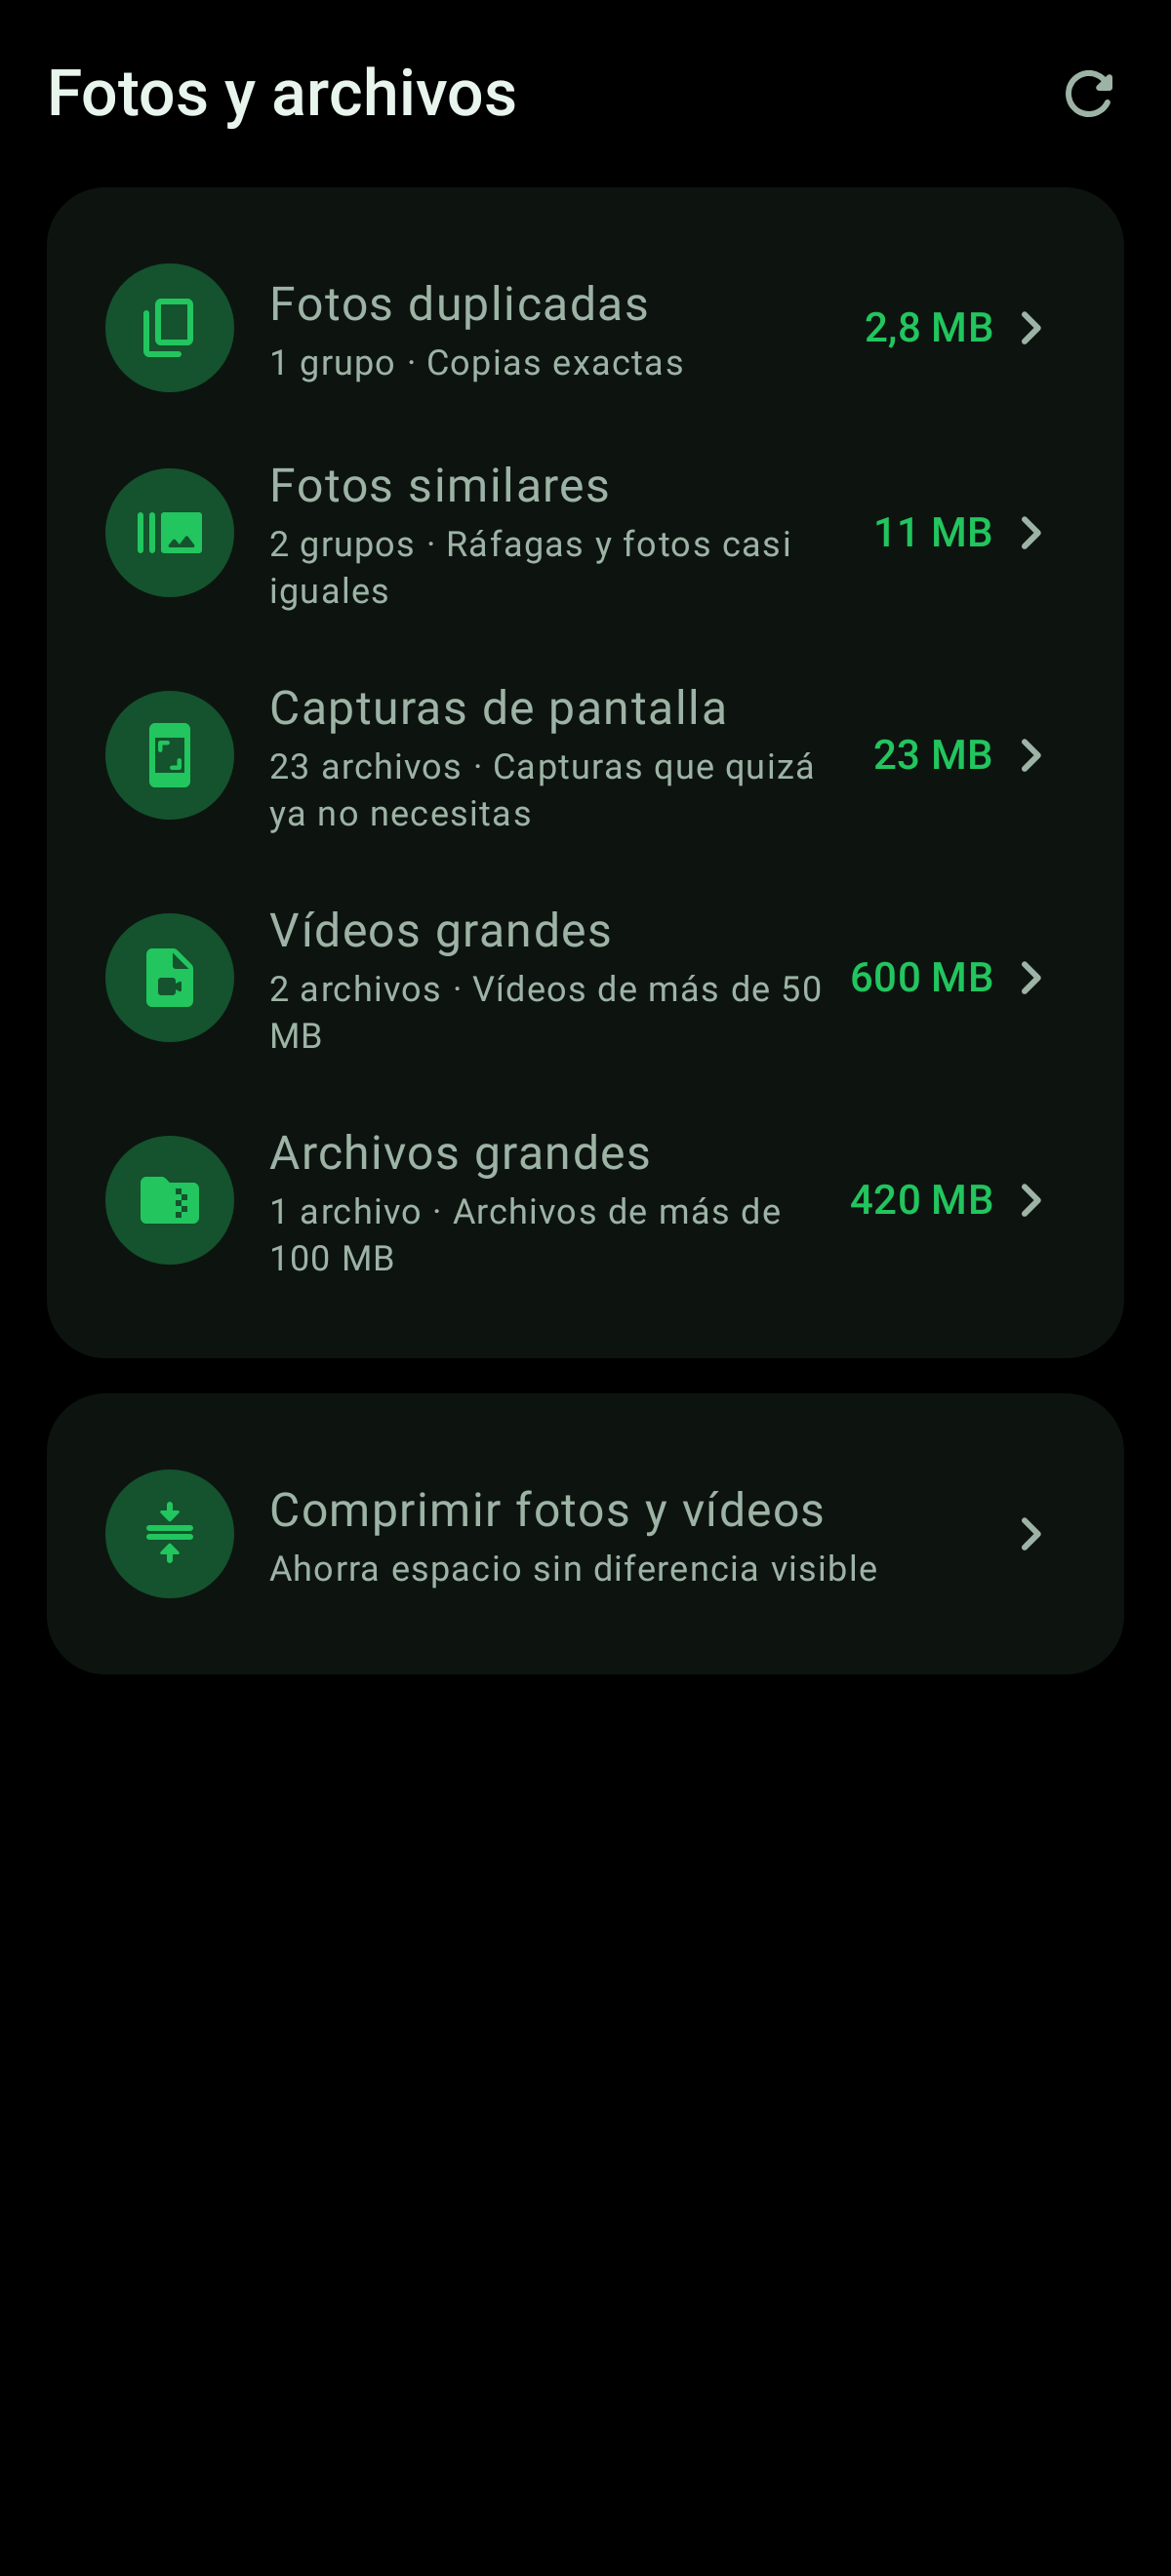 Fotos y archivos
Fotos duplicadas
1 grupo · Copias exactas
2,8 MB
Fotos similares
2 grupos · Ráfagas y fotos casi
iguales
11 MB
Capturas de pantalla
23 archivos · Capturas que quizá
ya no necesitas
23 MB
Vídeos grandes
2 archivos · Vídeos de más de 50
MB
600 MB
Archivos grandes
1 archivo · Archivos de más de
100 MB
420 MB
Comprimir fotos y vídeos
Ahorra espacio sin diferencia visible